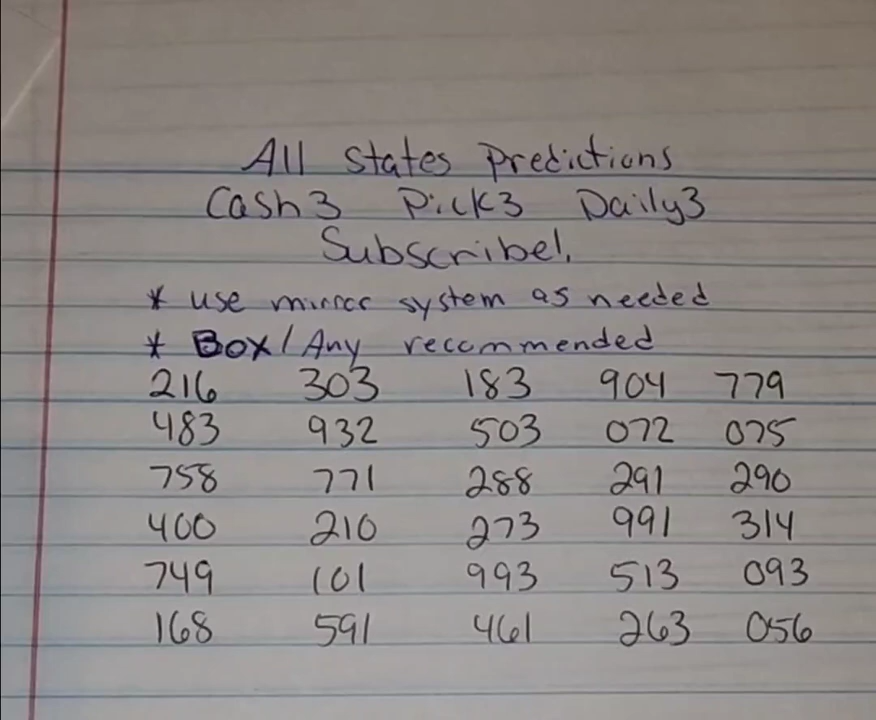 All states predictions
Cash3 Pick3 Daily3
Subscribe!
* use mirror system as needed
* Box/Any recommended
216 303 183 904 779
483 932 503 072 075
758 771 288 291 290
400 210 273 991 314
749 101 993 513 093
168 591 461 263 056